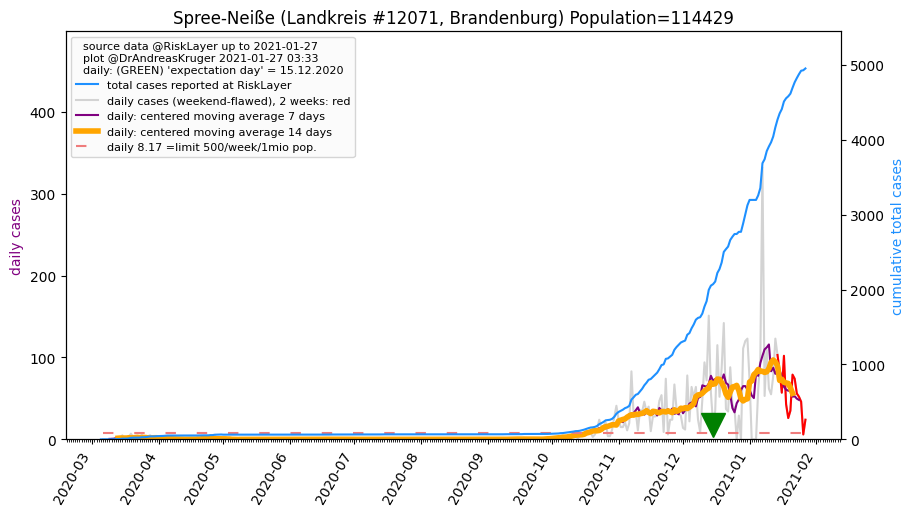 Spree-Neiße (Landkreis #12071, Brandenburg) Population=114429
source data @RiskLayer up to 2021-01-27
plot @DrAndreasKruger 2021-01-27 03:33
daily: (GREEN) 'expectation day' = 15.12.2020
total cases reported at RiskLayer
daily cases (weekend-flawed), 2 weeks: red
daily: centered moving average 7 days
daily: centered moving average 14 days
daily 8.17 =limit 500/week/1mio pop.
daily cases
400
300
200
100
0
cumulative total cases
5000
4000
3000
2000
1000
0
2020-03
2020-04
2020-05
2020-06
2020-07
2020-08
2020-09
2020-10
2020-11
2020-12
2021-01
2021-02